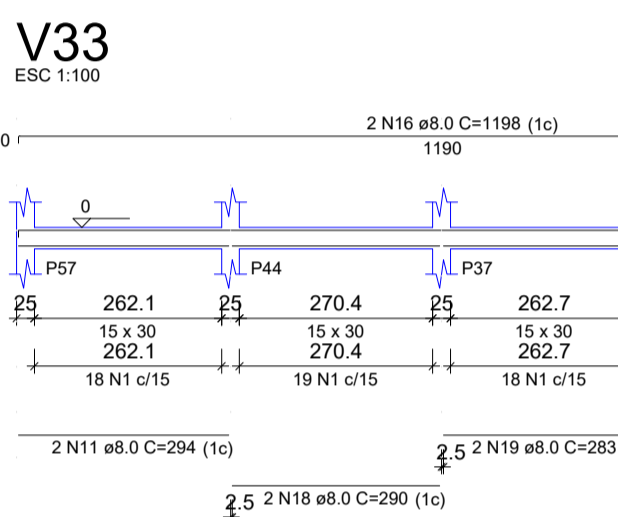 V33
ESC 1:100
2 N16 ø8.0 C=1198 (1c)
0
1190
0
P57 P44 P37
25 262.1 25 270.4 25 262.7
15 x 30 15 x 30 15 x 30
262.1 270.4 262.7
18 N1 c/15 19 N1 c/15 18 N1 c/15
2 N11 ø8.0 C=294 (1c) 2.5 2 N19 ø8.0 C=283
2.5 2 N18 ø8.0 C=290 (1c)